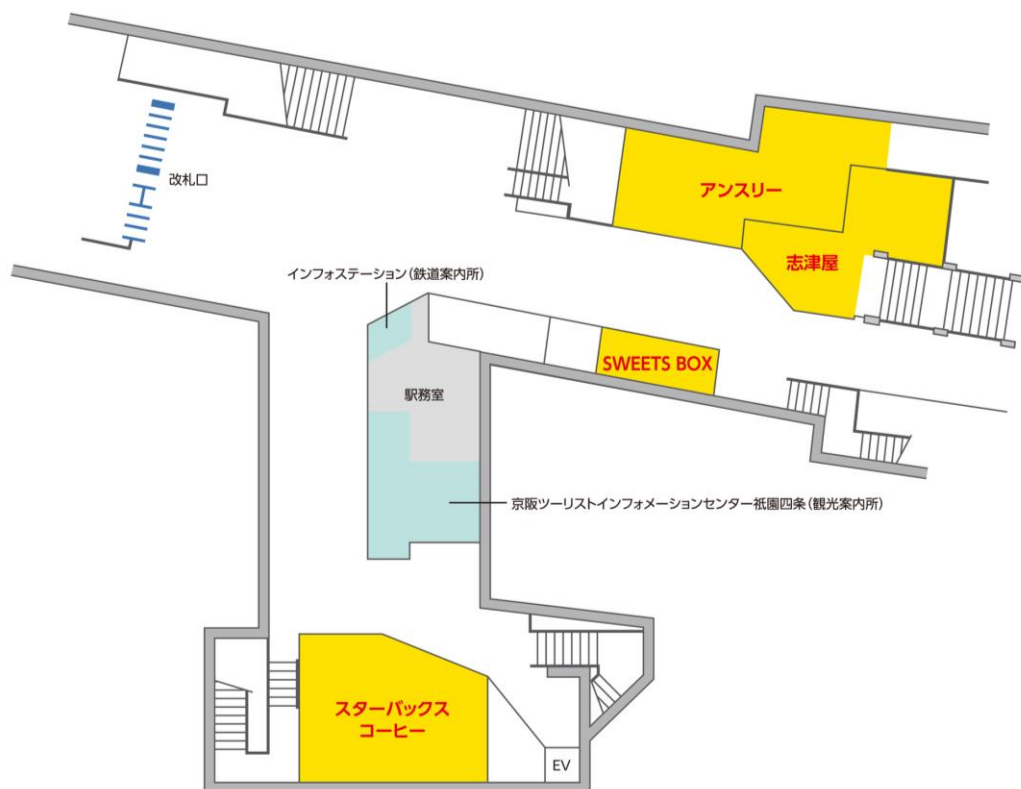 アンスリー
改札口
志津屋
インフォステーション(鉄道案内所)
SWEETS BOX
駅務室
京阪ツーリストインフォメーションセンター祇園四条(観光案内所)
スターバックス
コーヒー
EV